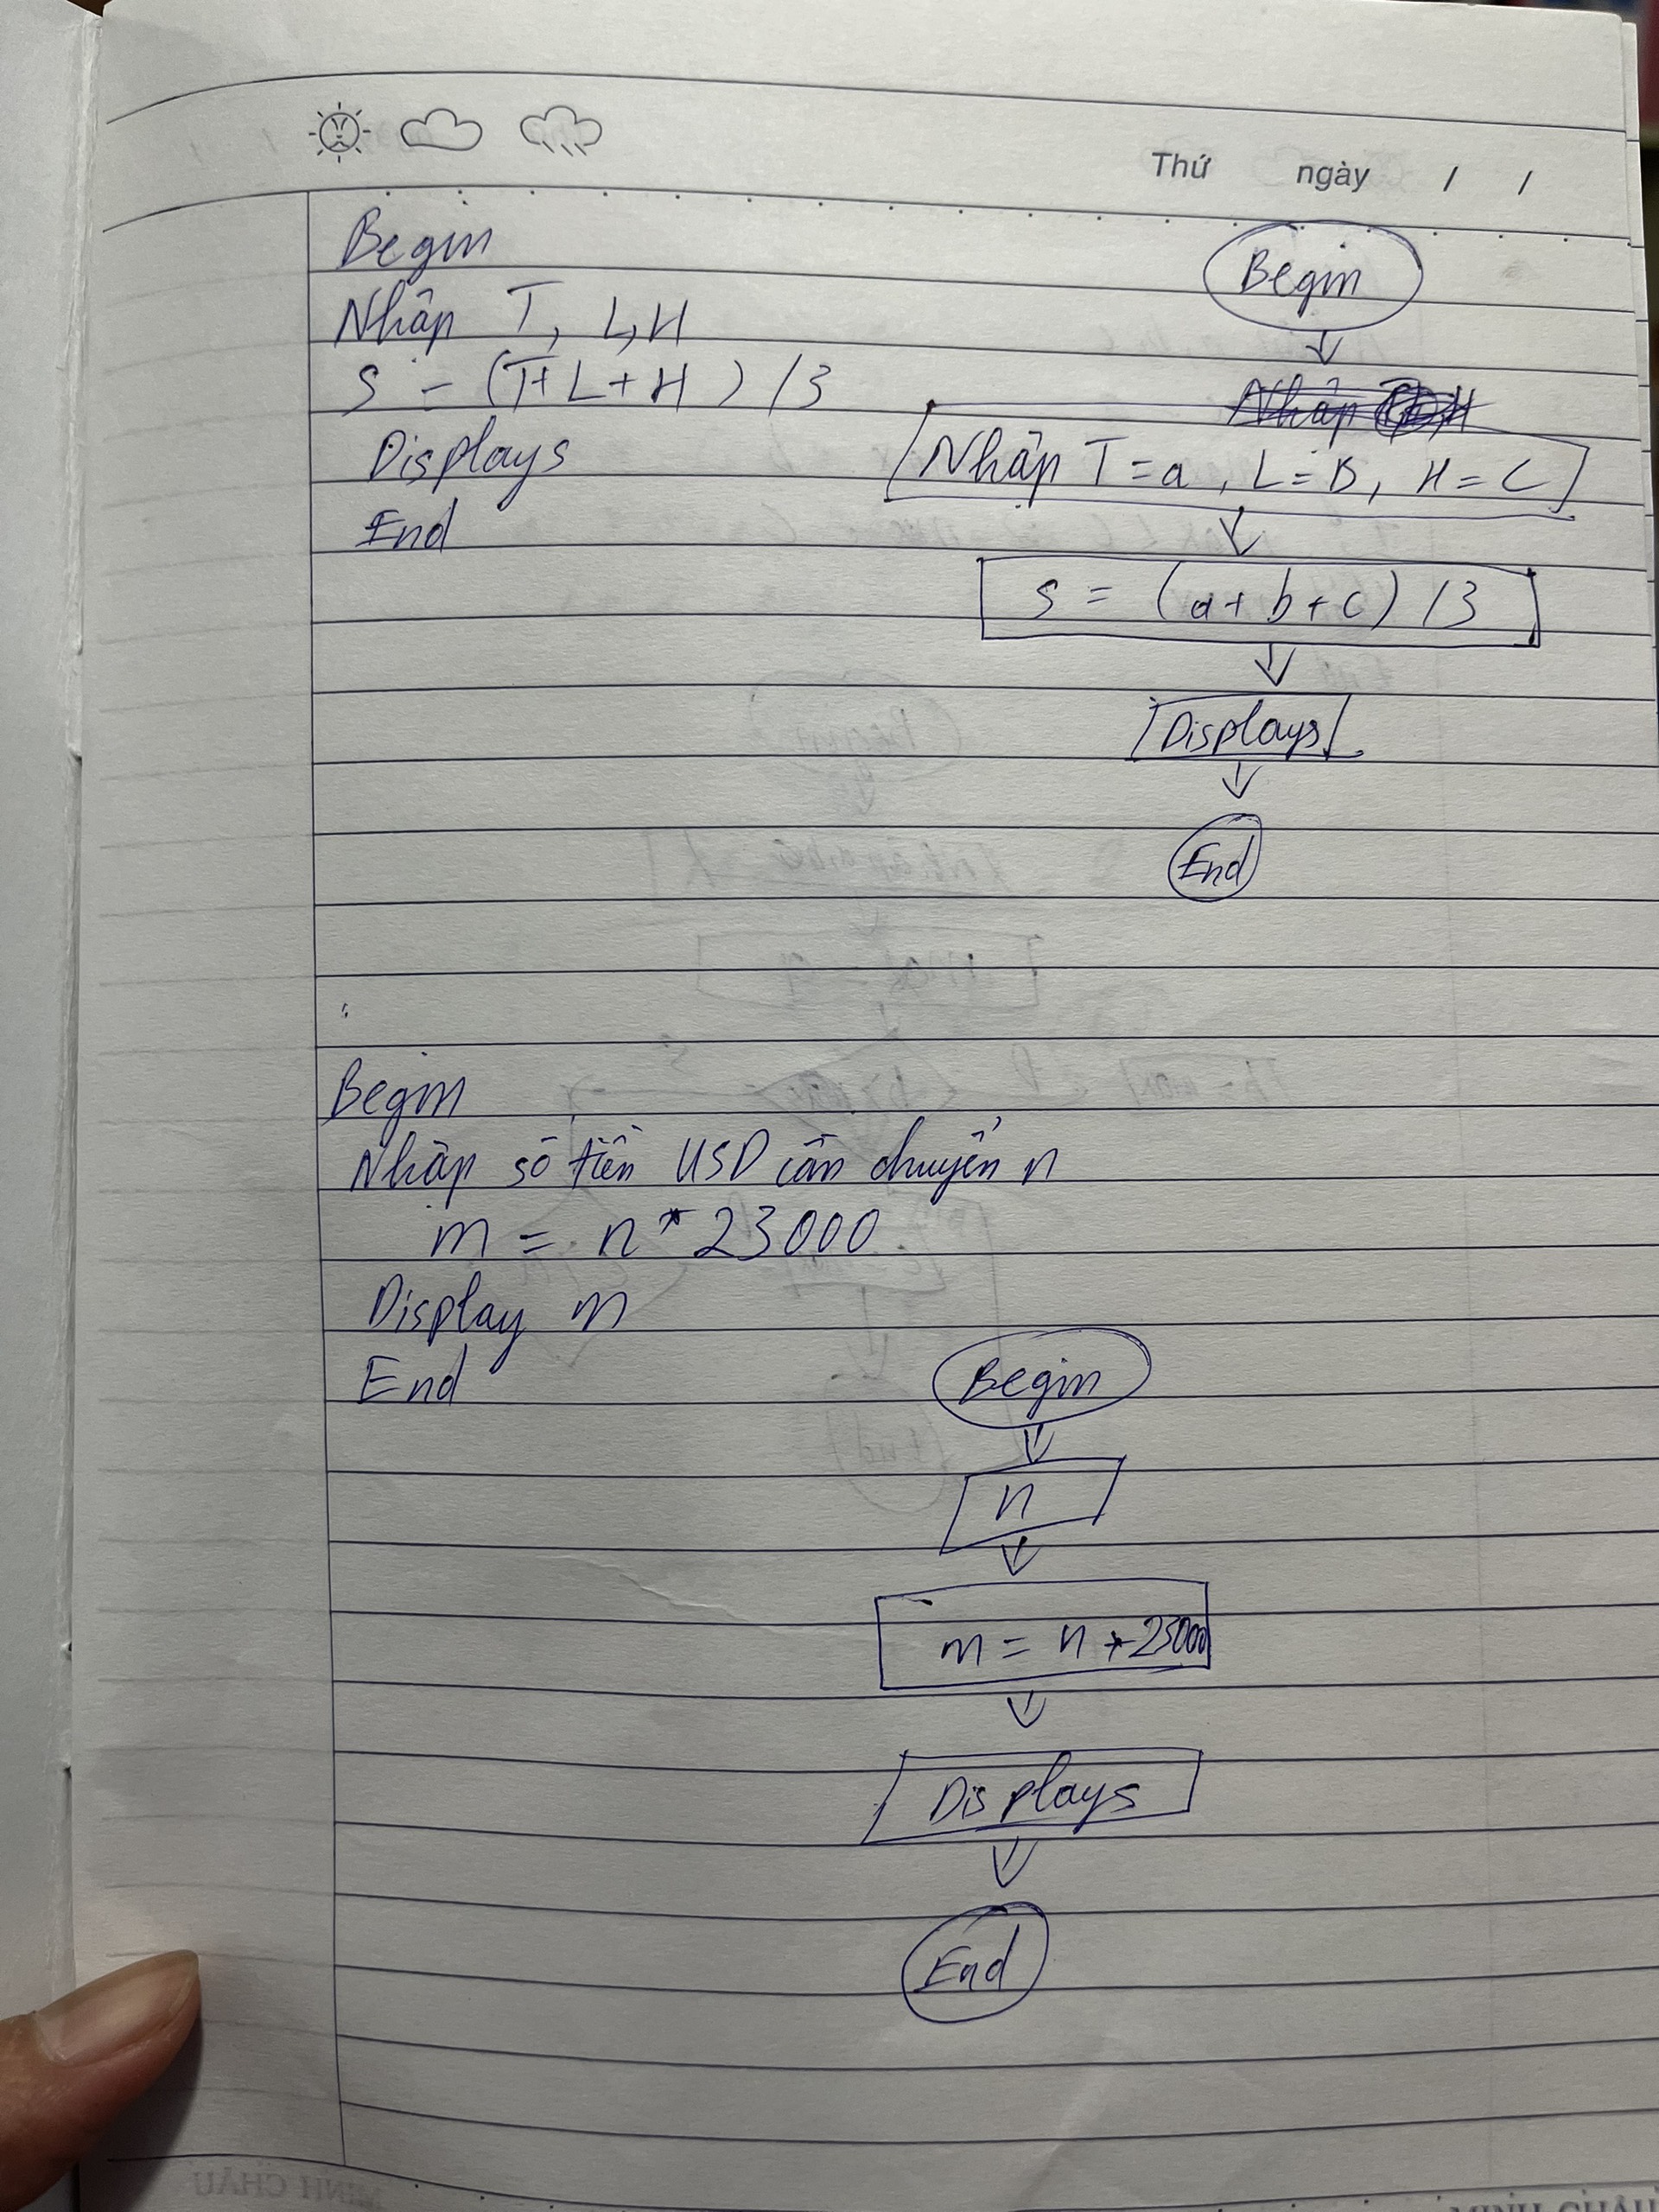 Thứ ngày / /
Begin
Nhập T, L, H
S = (T+L+H) /3
Displays
End
Begin
Nhập T=a, L=B, H=C
S = (a+b+c) /3
Displays
End
Begin
Nhập số tiền USD cần chuyển n
m = n*23000
Display m
End
Begin
n
m = n*23000
Displays
End